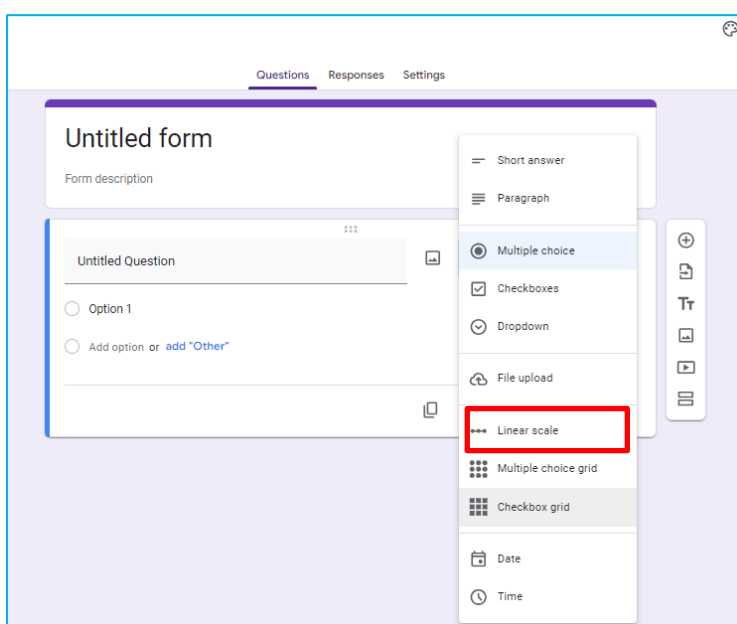 Questions Responses Settings
Untitled form
Form description
Untitled Question
Option 1
Add option or add "Other"
Short answer
Paragraph
Multiple choice
Checkboxes
Dropdown
File upload
Linear scale
Multiple choice grid
Checkbox grid
Date
Time
Tт